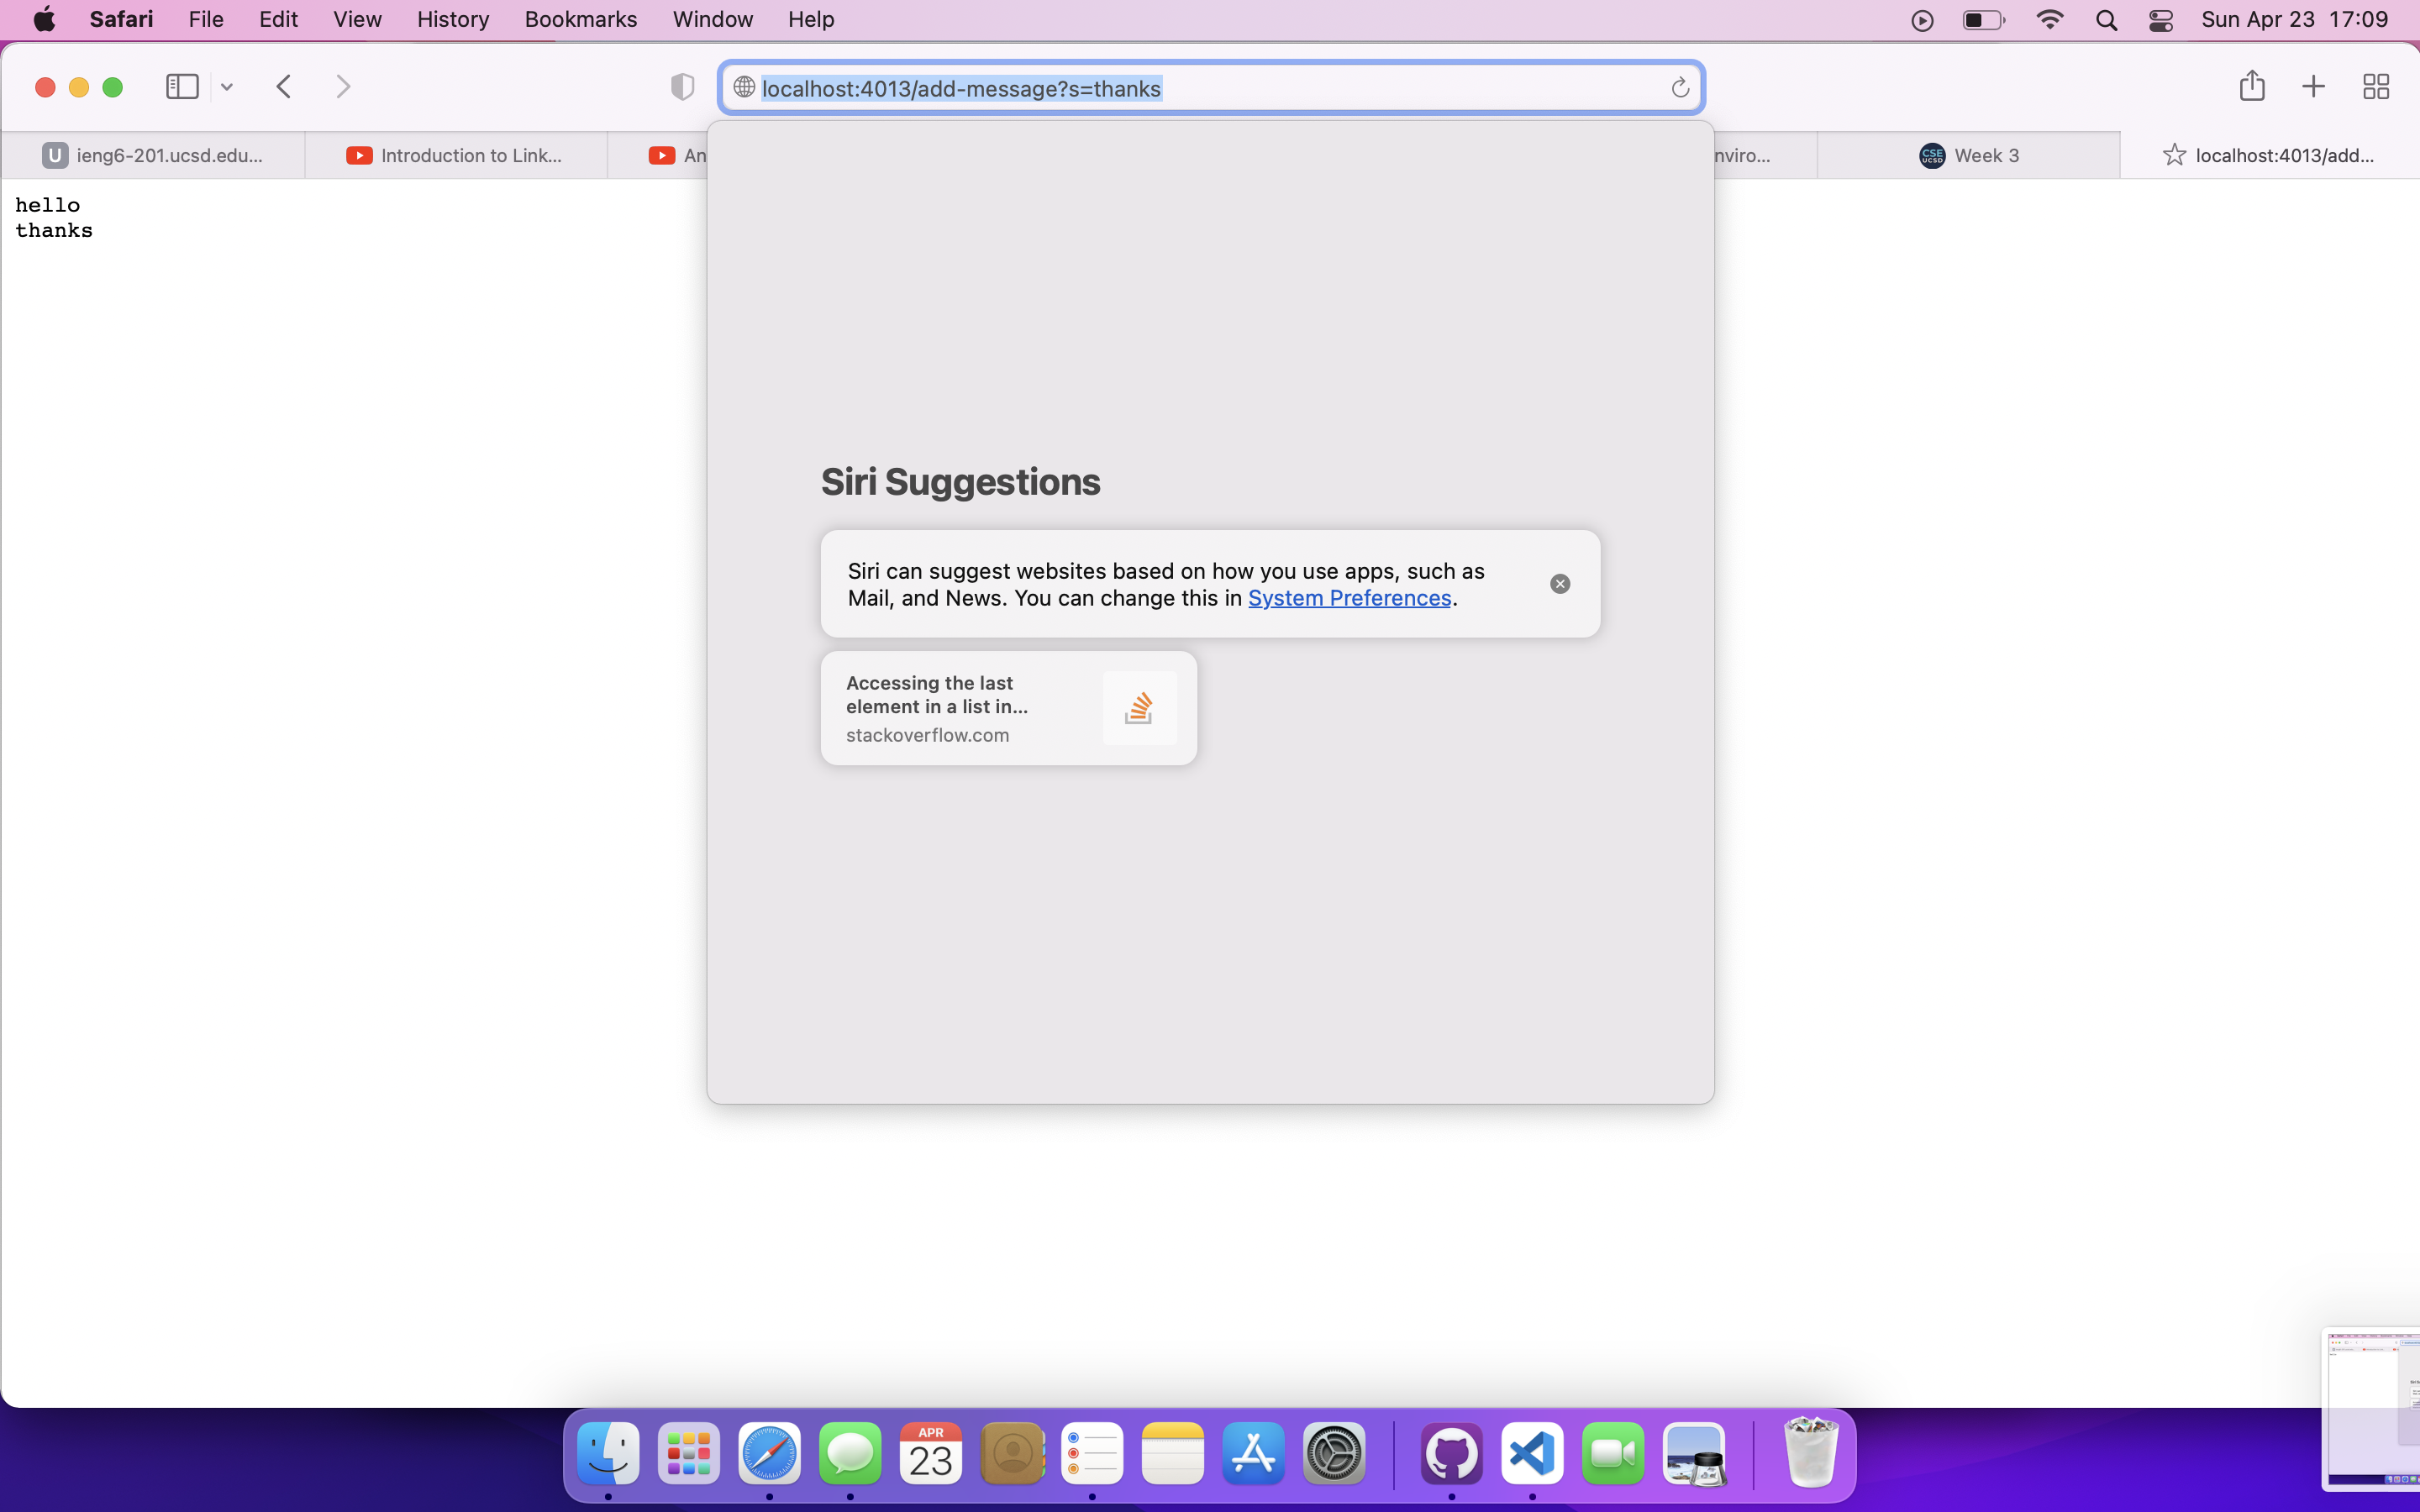 Safari File Edit View History Bookmarks Window Help Sun Apr 23 17:09
localhost:4013/add-message?s=thanks
U ieng6-201.ucsd.edu... Introduction to Link... An nviro... CSE UCSD Week 3 localhost:4013/add...
hello
thanks
Siri Suggestions
Siri can suggest websites based on how you use apps, such as
Mail, and News. You can change this in System Preferences.
Accessing the last
element in a list in...
stackoverflow.com
APR
23